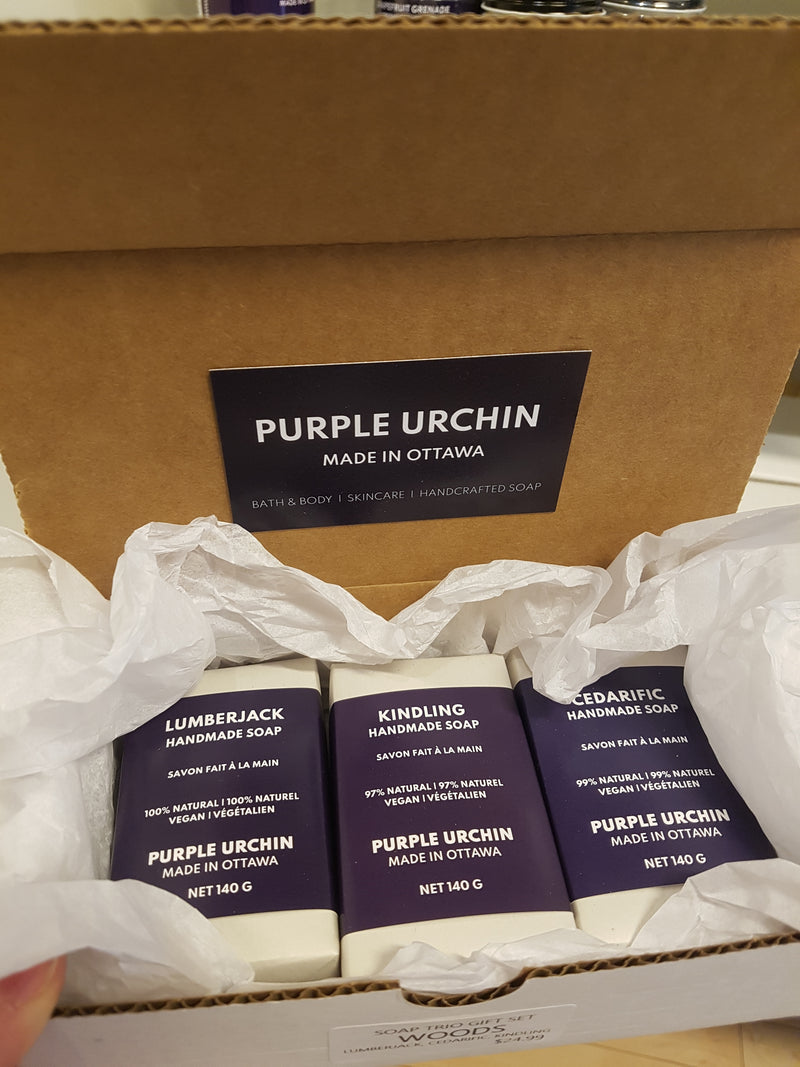 GRAPEFRUIT GRENADE
PURPLE URCHIN
MADE IN OTTAWA
BATH & BODY | SKINCARE | HANDCRAFTED SOAP
LUMBERJACK
HANDMADE SOAP
SAVON FAIT À LA MAIN
100% NATURAL | 100% NATUREL
VEGAN | VÉGÉTALIEN
PURPLE URCHIN
MADE IN OTTAWA
NET 140 G
KINDLING
HANDMADE SOAP
SAVON FAIT À LA MAIN
97% NATURAL | 97% NATUREL
VEGAN | VÉGÉTALIEN
PURPLE URCHIN
MADE IN OTTAWA
NET 140 G
CEDARIFIC
HANDMADE SOAP
SAVON FAIT À LA MAIN
99% NATURAL | 99% NATUREL
VEGAN | VÉGÉTALIEN
PURPLE URCHIN
MADE IN OTTAWA
NET 140 G
SOAP TRIO GIFT SET
WOODS
LUMBERJACK, CEDARIFIC, KINDLING
$24.99